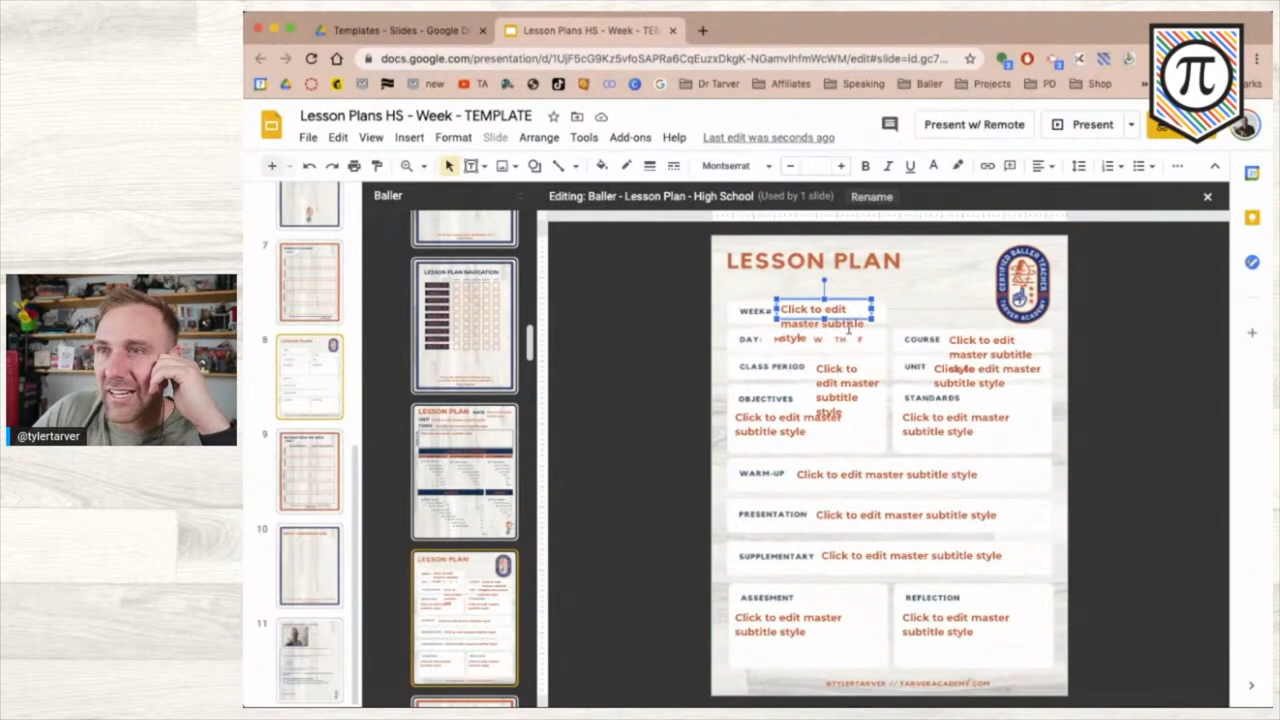 Templates - Slides - Google D
Lesson Plans HS - Week - TEM
docs.google.com/presentation/d/1UjF5cG9Kz5vfoSAPRa6CqEuzxDkgK-NGamvIhfmWcWM/edit#slide=id.gc7...
new
TA
Dr Tarver
Affiliates
Speaking
Baller
Projects
PD
Shop
π
Lesson Plans HS - Week - TEMPLATE
File Edit View Insert Format Slide Arrange Tools Add-ons Help Last edit was seconds ago
Present w/ Remote
Present
Montserrat
Baller
Editing: Baller - Lesson Plan - High School (Used by 1 slide) Rename
7
8
9
10
11
LESSON PLAN NAVIGATION
LESSON PLAN
LESSON PLAN
LESSON PLAN
CERTIFIED BALLER TEACHER
TARVER ACADEMY
WEEK# Click to edit
master subtitle
style
DAY: W TH F
COURSE Click to edit
master subtitle
CLASS PERIOD Click to
edit master
subtitle
style
UNIT Click to edit master
subtitle style
OBJECTIVES
Click to edit master
subtitle style
STANDARDS
Click to edit master
subtitle style
WARM-UP Click to edit master subtitle style
PRESENTATION Click to edit master subtitle style
SUPPLEMENTARY Click to edit master subtitle style
ASSESMENT
Click to edit master
subtitle style
REFLECTION
Click to edit master
subtitle style
@TYLERTARVER // TARVERACADEMY.COM
@tylertarver